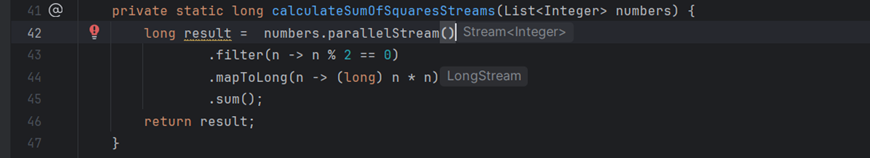 41 @ private static long calculateSumOfSquaresStreams(List<Integer> numbers) {
42 long result =  numbers.parallelStream() Stream<Integer>
43 .filter(n -> n % 2 == 0)
44 .mapToLong(n -> (long) n * n) LongStream
45 .sum();
46 return result;
47 }